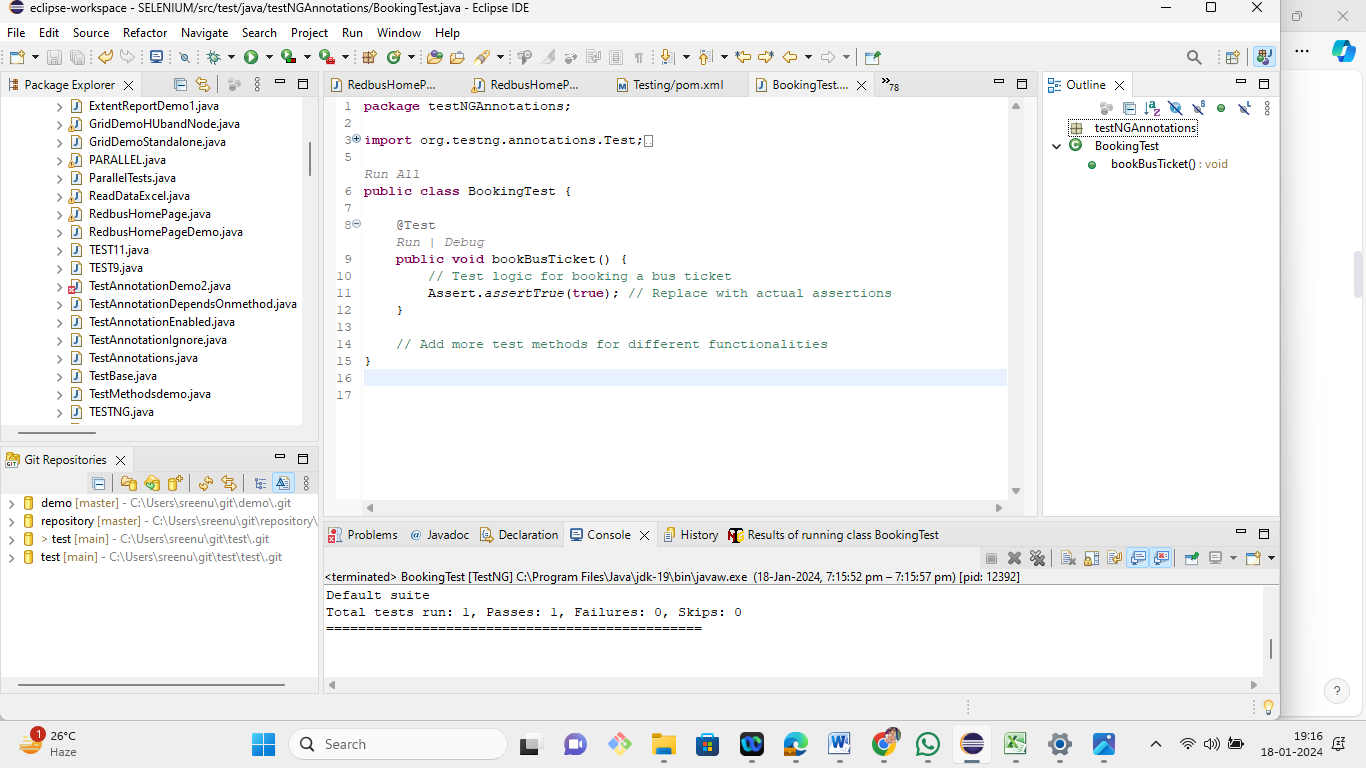 eclipse-workspace - SELENIUM/src/test/java/testNGAnnotations/BookingTest.java - Eclipse IDE
File Edit Source Refactor Navigate Search Project Run Window Help
Package Explorer
ExtentReportDemo1.java
GridDemoHUbandNode.java
GridDemoStandalone.java
PARALLEL.java
ParallelTests.java
ReadDataExcel.java
RedbusHomePage.java
RedbusHomePageDemo.java
TEST11.java
TEST9.java
TestAnnotationDemo2.java
TestAnnotationDependsOnmethod.java
TestAnnotationEnabled.java
TestAnnotationIgnore.java
TestAnnotations.java
TestBase.java
TestMethodsdemo.java
TESTNG.java
Git Repositories
demo [master] - C:\Users\sreenu\git\demo\.git
repository [master] - C:\Users\sreenu\git\repository\
> test [main] - C:\Users\sreenu\git\test\.git
test [main] - C:\Users\sreenu\git\test\test\.git
RedbusHomeP... RedbusHomeP... Testing/pom.xml BookingTest.... »78
1 package testNGAnnotations;
2
3 import org.testng.annotations.Test;
5
Run All
6 public class BookingTest {
7
8 @Test
Run | Debug
9 public void bookBusTicket() {
10 // Test logic for booking a bus ticket
11 Assert.assertTrue(true); // Replace with actual assertions
12 }
13
14 // Add more test methods for different functionalities
15 }
16
17
Outline
testNGAnnotations
BookingTest
bookBusTicket() : void
Problems @ Javadoc Declaration Console History Results of running class BookingTest
<terminated> BookingTest [TestNG] C:\Program Files\Java\jdk-19\bin\javaw.exe (18-Jan-2024, 7:15:52 pm – 7:15:57 pm) [pid: 12392]
Default suite
Total tests run: 1, Passes: 1, Failures: 0, Skips: 0
===============================================
1
26°C
Haze
Search
19:16
18-01-2024